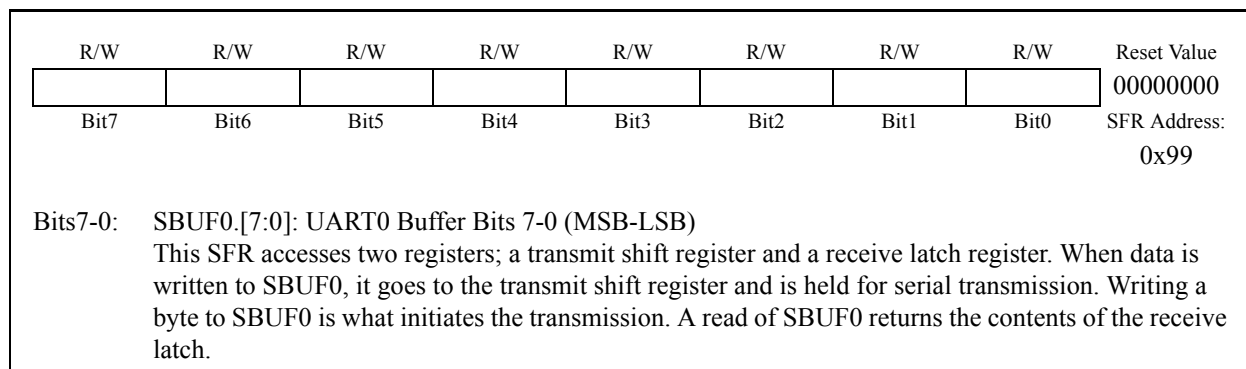 R/W R/W R/W R/W R/W R/W R/W R/W Reset Value
00000000
Bit7 Bit6 Bit5 Bit4 Bit3 Bit2 Bit1 Bit0 SFR Address:
0x99
Bits7-0: SBUF0.[7:0]: UART0 Buffer Bits 7-0 (MSB-LSB)
This SFR accesses two registers; a transmit shift register and a receive latch register. When data is
written to SBUF0, it goes to the transmit shift register and is held for serial transmission. Writing a
byte to SBUF0 is what initiates the transmission. A read of SBUF0 returns the contents of the receive
latch.